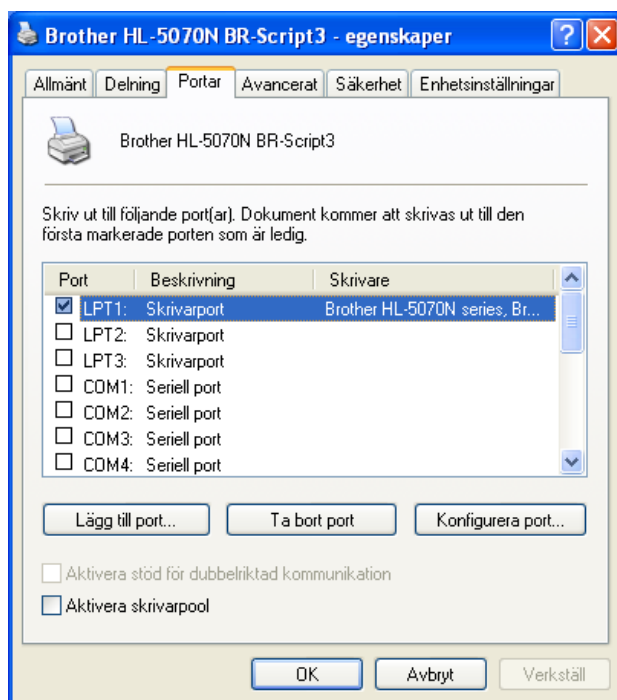 Brother HL-5070N BR-Script3 - egenskaper
Allmänt Delning Portar Avancerat Säkerhet Enhetsinställningar
Brother HL-5070N BR-Script3
Skriv ut till följande port(ar). Dokument kommer att skrivas ut till den
första markerade porten som är ledig.
Port Beskrivning Skrivare
LPT1: Skrivarport Brother HL-5070N series, Br...
LPT2: Skrivarport
LPT3: Skrivarport
COM1: Seriell port
COM2: Seriell port
COM3: Seriell port
COM4: Seriell port
Lägg till port... Ta bort port Konfigurera port...
Aktivera stöd för dubbelriktad kommunikation
Aktivera skrivarpool
OK Avbryt Verkställ